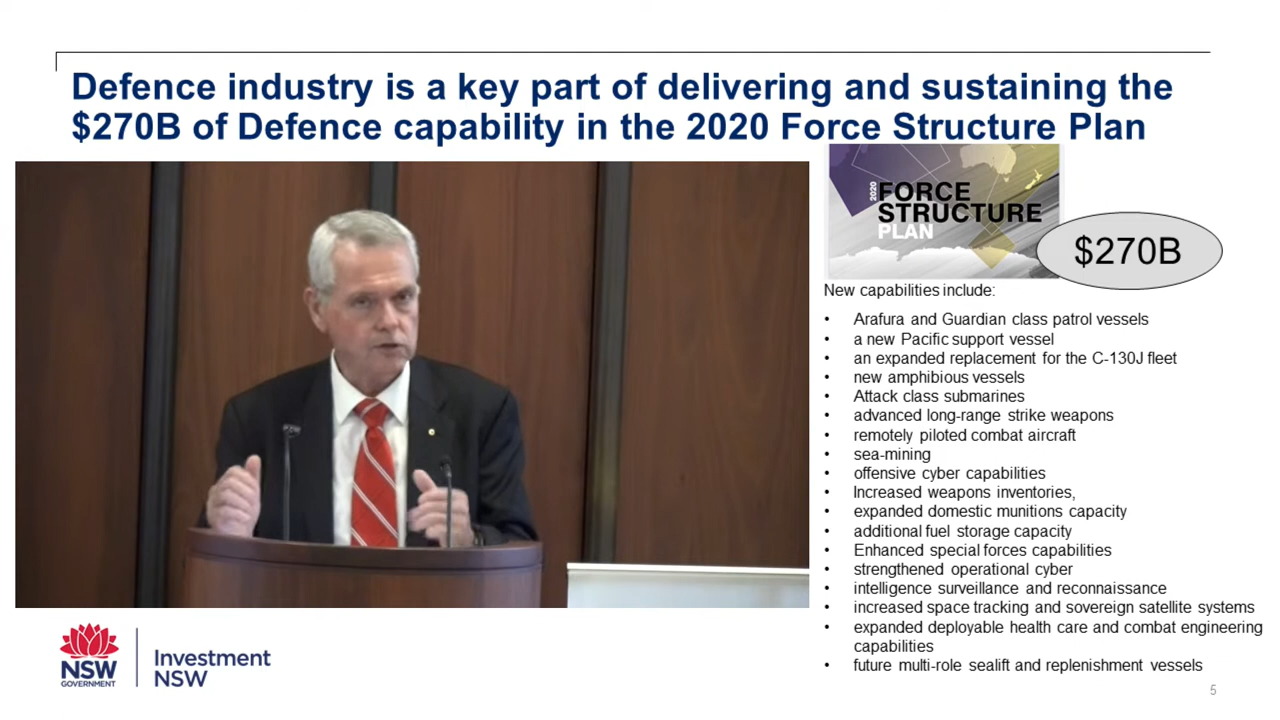 Defence industry is a key part of delivering and sustaining the
$270B of Defence capability in the 2020 Force Structure Plan
2020
FORCE
STRUCTURE
PLAN
$270B
New capabilities include:
• Arafura and Guardian class patrol vessels
• a new Pacific support vessel
• an expanded replacement for the C-130J fleet
• new amphibious vessels
• Attack class submarines
• advanced long-range strike weapons
• remotely piloted combat aircraft
• sea-mining
• offensive cyber capabilities
• Increased weapons inventories,
• expanded domestic munitions capacity
• additional fuel storage capacity
• Enhanced special forces capabilities
• strengthened operational cyber
• intelligence surveillance and reconnaissance
• increased space tracking and sovereign satellite systems
• expanded deployable health care and combat engineering
capabilities
• future multi-role sealift and replenishment vessels
NSW
GOVERNMENT
Investment
NSW
5